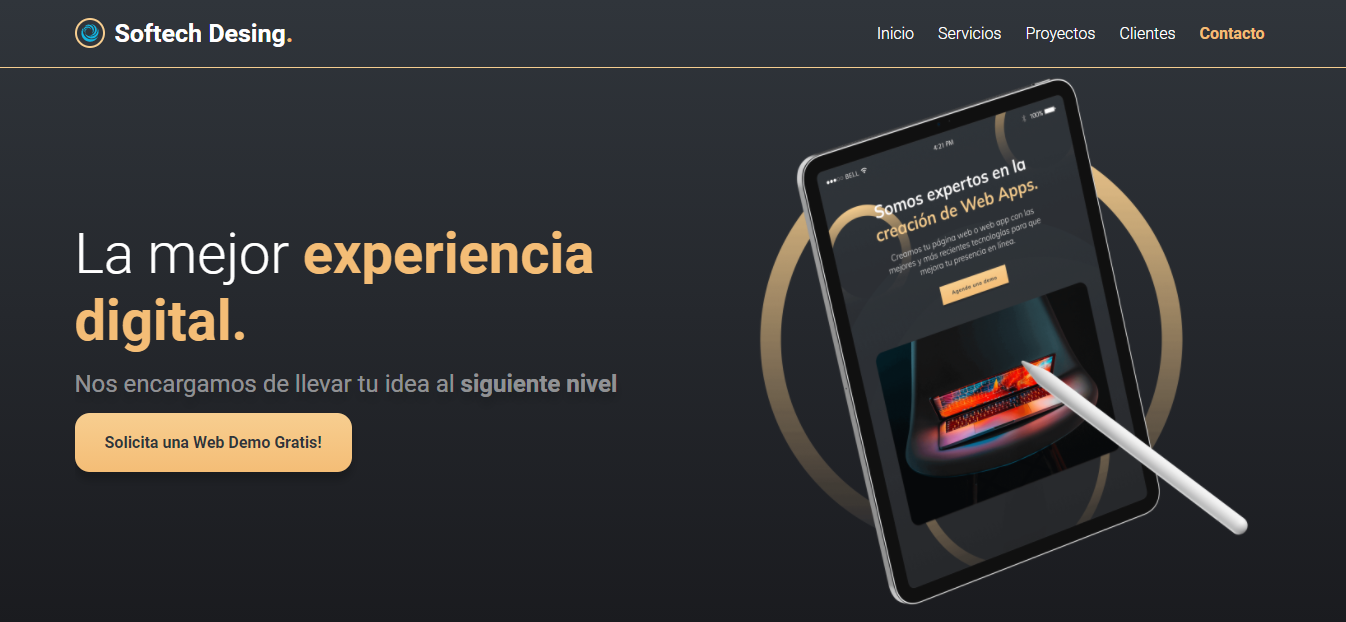 Softech Desing.
Inicio Servicios Proyectos Clientes Contacto
La mejor experiencia
digital.
Nos encargamos de llevar tu idea al siguiente nivel
Solicita una Web Demo Gratis!
BELL 4:21 PM 100%
Somos expertos en la
creación de Web Apps.
Creamos tu página web o web app con las
mejores y más recientes tecnologías para que
mejora tu presencia en línea.
Agenda una demo